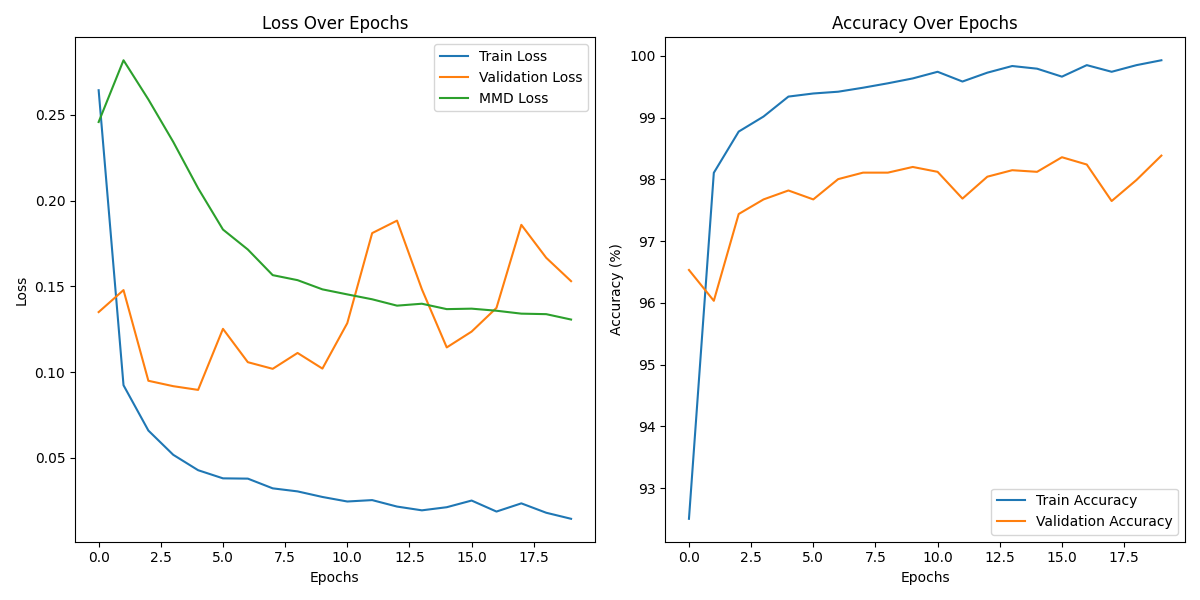 Loss Over Epochs
Loss
0.25
0.20
0.15
0.10
0.05
0.0 2.5 5.0 7.5 10.0 12.5 15.0 17.5
Epochs
Train Loss
Validation Loss
MMD Loss
Accuracy Over Epochs
Accuracy (%)
100
99
98
97
96
95
94
93
0.0 2.5 5.0 7.5 10.0 12.5 15.0 17.5
Epochs
Train Accuracy
Validation Accuracy